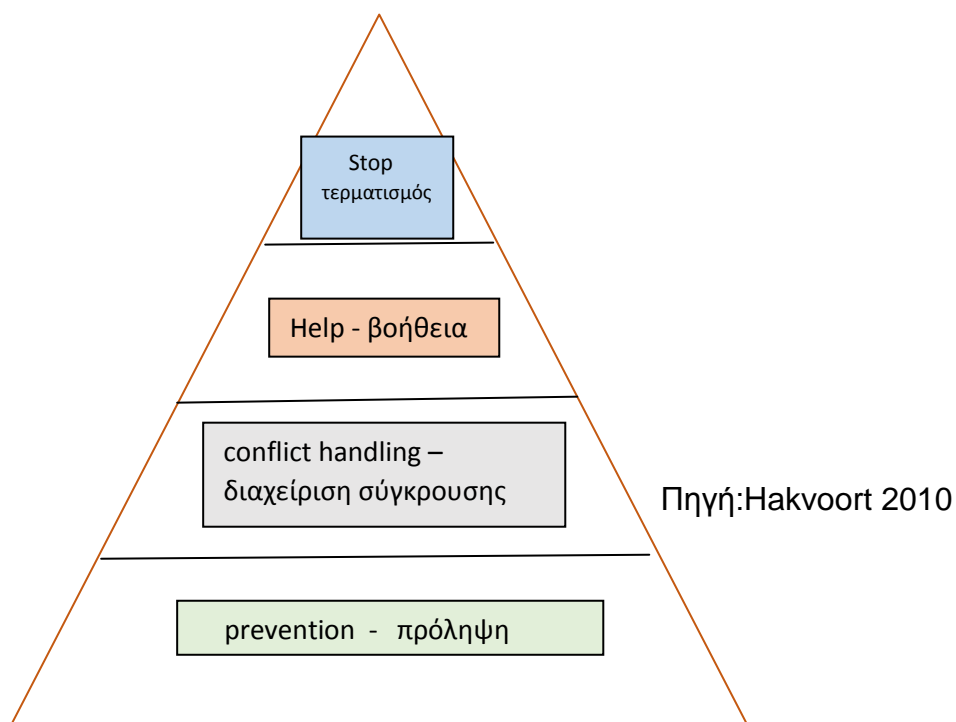 Stop
τερματισμός
Help - βοήθεια
conflict handling –
διαχείριση σύγκρουσης
Πηγή:Hakvoort 2010
prevention - πρόληψη